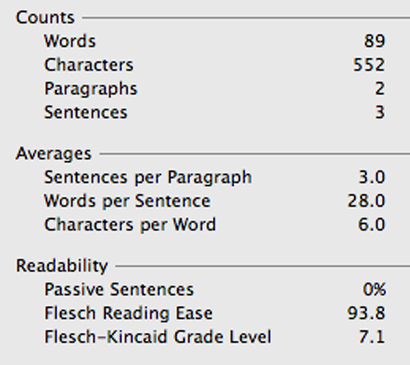 Counts
Words 89
Characters 552
Paragraphs 2
Sentences 3
Averages
Sentences per Paragraph 3.0
Words per Sentence 28.0
Characters per Word 6.0
Readability
Passive Sentences 0%
Flesch Reading Ease 93.8
Flesch-Kincaid Grade Level 7.1